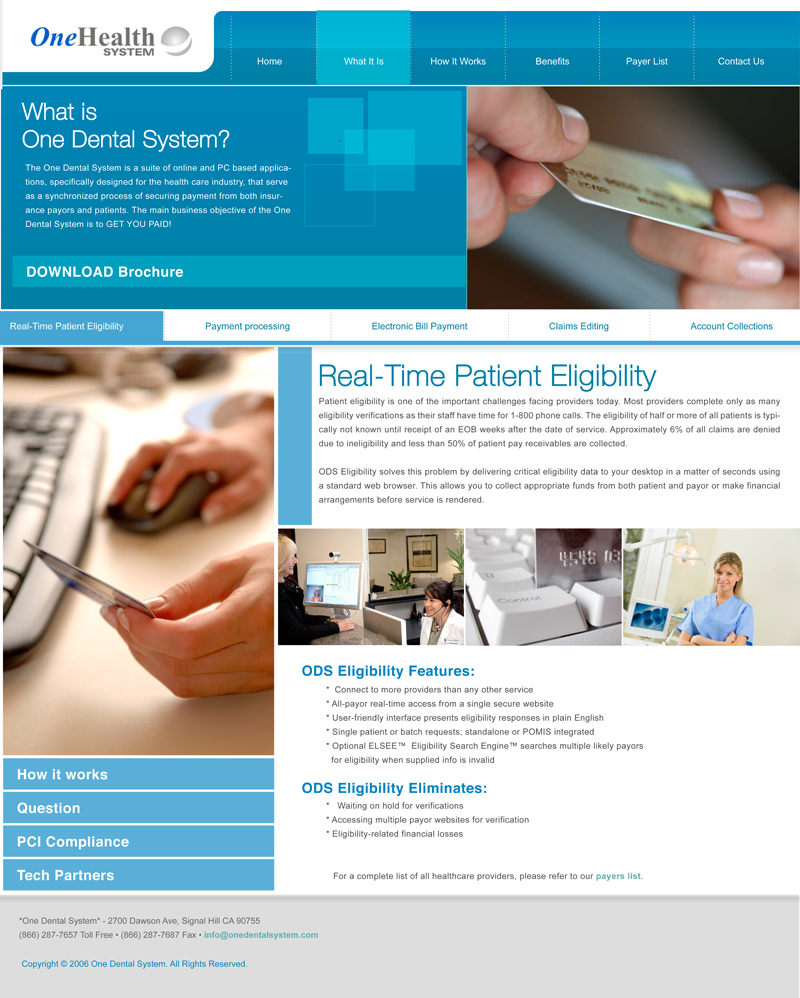 OneHealth
SYSTEM
Home
What It Is
How It Works
Benefits
Payer List
Contact Us
What is
One Dental System?
The One Dental System is a suite of online and PC based applica-
tions, specifically designed for the health care industry, that serve
as a synchronized process of securing payment from both insur-
ance payors and patients. The main business objective of the One
Dental System is to GET YOU PAID!
DOWNLOAD Brochure
Real-Time Patient Eligibility
Payment processing
Electronic Bill Payment
Claims Editing
Account Collections
Real-Time Patient Eligibility
Patient eligibility is one of the important challenges facing providers today. Most providers complete only as many
eligibility verifications as their staff have time for 1-800 phone calls. The eligibility of half or more of all patients is typi-
cally not known until receipt of an EOB weeks after the date of service. Approximately 6% of all claims are denied
due to ineligibility and less than 50% of patient pay receivables are collected.
ODS Eligibility solves this problem by delivering critical eligibility data to your desktop in a matter of seconds using
a standard web browser. This allows you to collect appropriate funds from both patient and payor or make financial
arrangements before service is rendered.
Control
ODS Eligibility Features:
* Connect to more providers than any other service
* All-payor real-time access from a single secure website
* User-friendly interface presents eligibility responses in plain English
* Single patient or batch requests; standalone or POMIS integrated
* Optional ELSEE™ Eligibility Search Engine™ searches multiple likely payors
for eligibility when supplied info is invalid
ODS Eligibility Eliminates:
* Waiting on hold for verifications
* Accessing multiple payor websites for verification
* Eligibility-related financial losses
For a complete list of all healthcare providers, please refer to our payers list.
How it works
Question
PCI Compliance
Tech Partners
*One Dental System* - 2700 Dawson Ave, Signal Hill CA 90755
(866) 287-7657 Toll Free • (866) 287-7687 Fax • info@onedentalsystem.com
Copyright © 2006 One Dental System. All Rights Reserved.